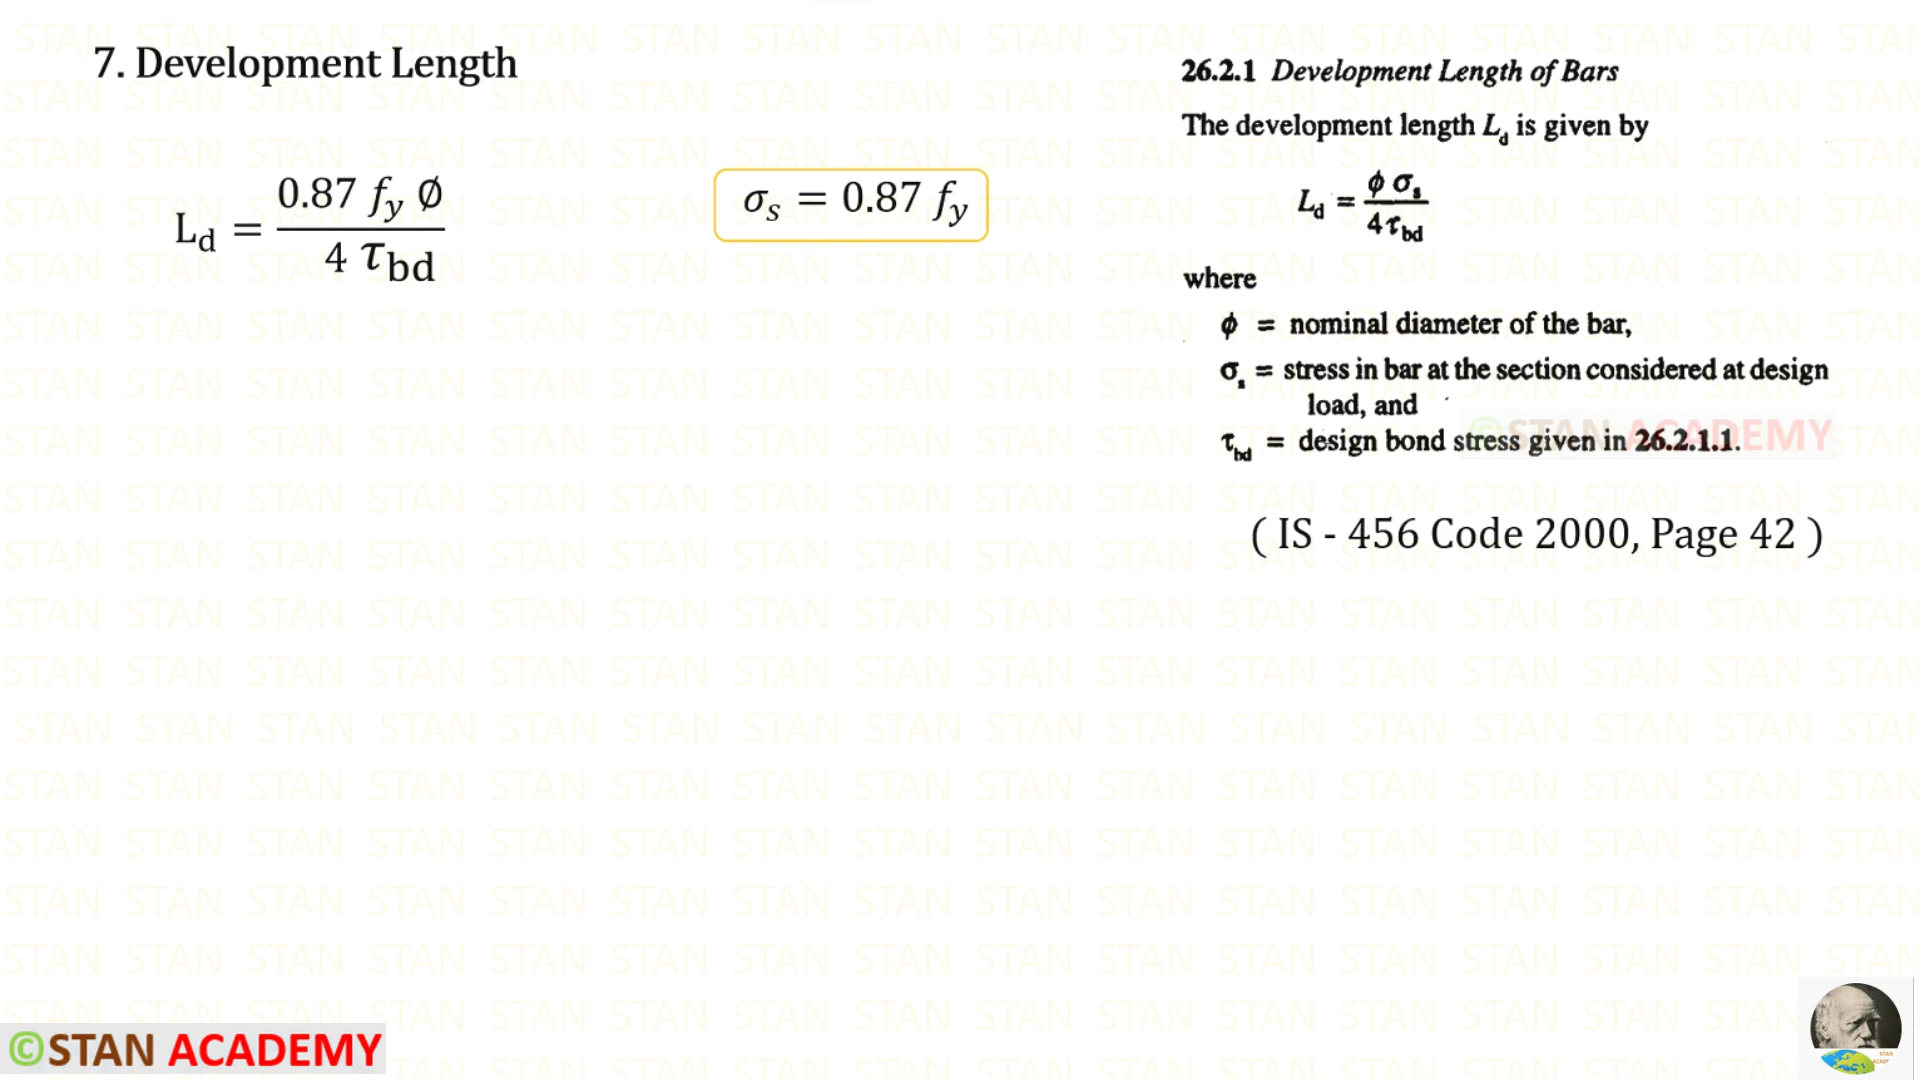 7. Development Length
L_d = 0.87 f_y ∅ / 4 τ_bd
σ_s = 0.87 f_y
26.2.1 Development Length of Bars
The development length L_d is given by
L_d = ϕ σ_s / 4 τ_bd
where
ϕ = nominal diameter of the bar,
σ_s = stress in bar at the section considered at design
load, and
τ_bd = design bond stress given in 26.2.1.1.
©STAN ACADEMY
( IS - 456 Code 2000, Page 42 )
©STAN ACADEMY